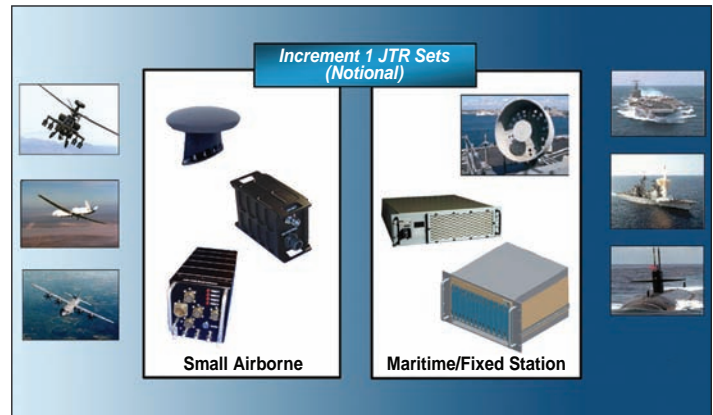 Increment 1 JTR Sets
(Notional)
Small Airborne
Maritime/Fixed Station